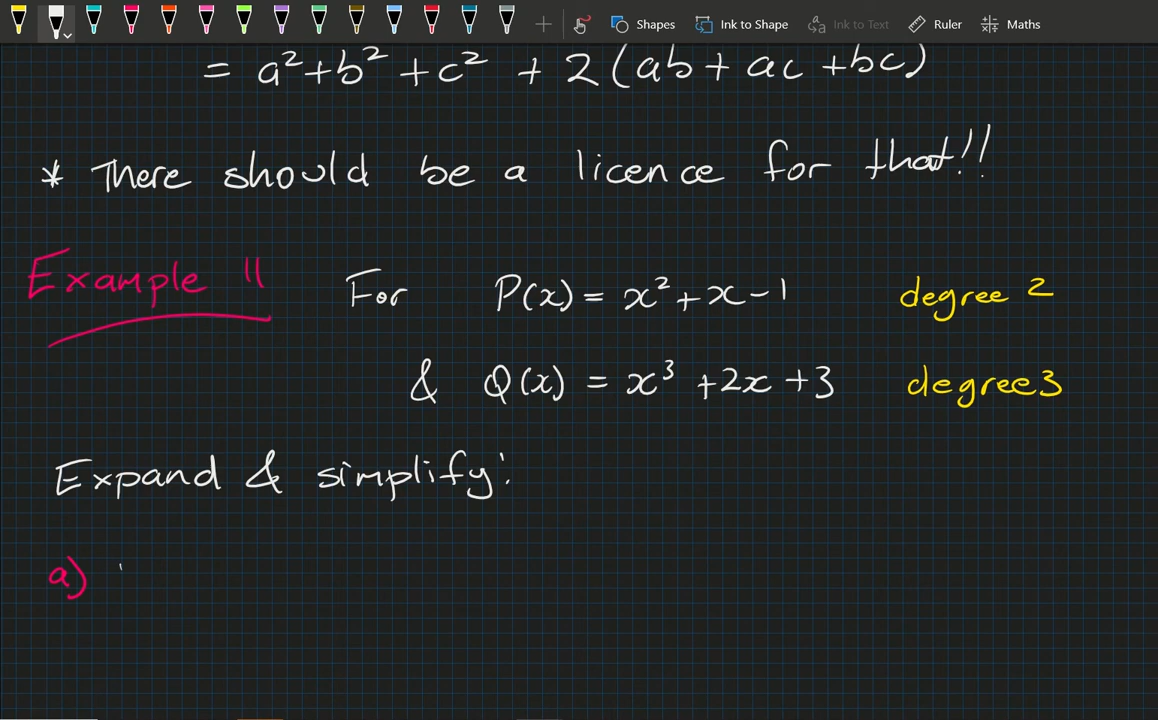 Shapes Ink to Shape Ink to Text Ruler Maths
= a² + b² + c² + 2(ab + ac + bc)
* There should be a licence for that!!
Example 11 For P(x) = x² + x - 1 degree 2
& Q(x) = x³ + 2x + 3 degree 3
Expand & simplify:
a)